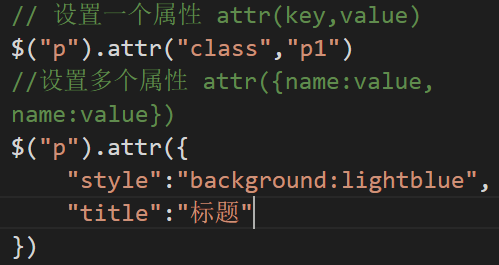 // 设置一个属性 attr(key,value)
$("p").attr("class","p1")
//设置多个属性 attr({name:value,
name:value})
$("p").attr({
    "style":"background:lightblue",
    "title":"标题"
})